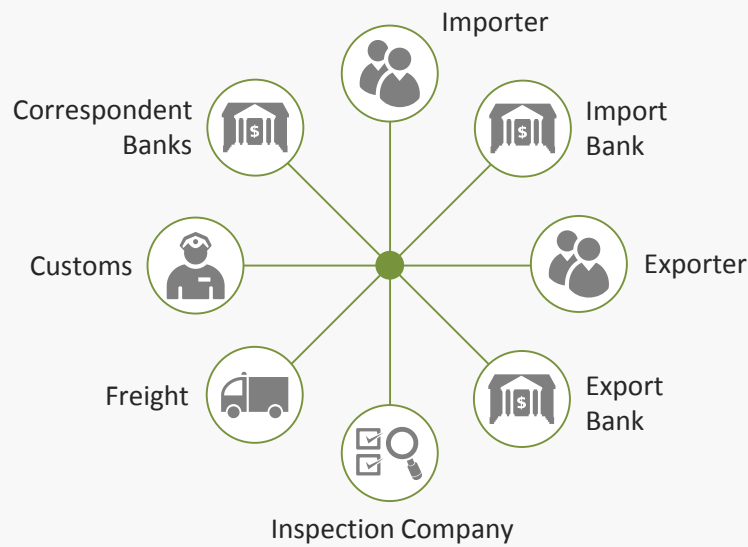 Importer
Correspondent
Banks
Import
Bank
Customs
Exporter
Freight
Export
Bank
Inspection Company
$
$
$